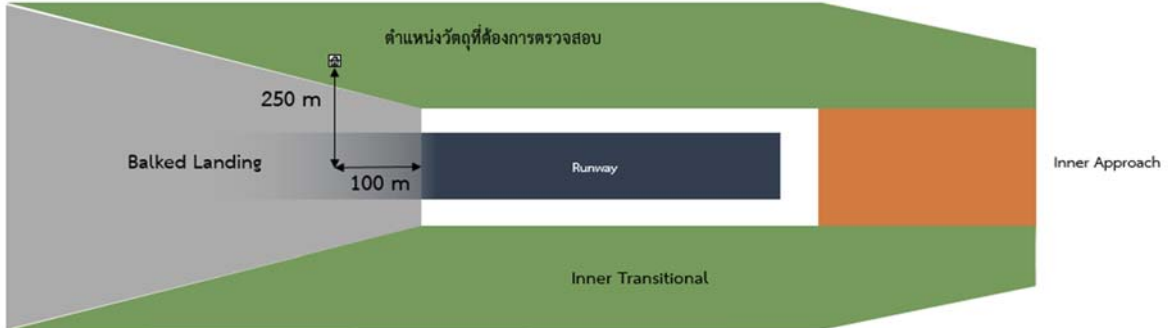 ตำแหน่งวัตถุที่ต้องการตรวจสอบ
250 m
Balked Landing
100 m
Runway
Inner Approach
Inner Transitional